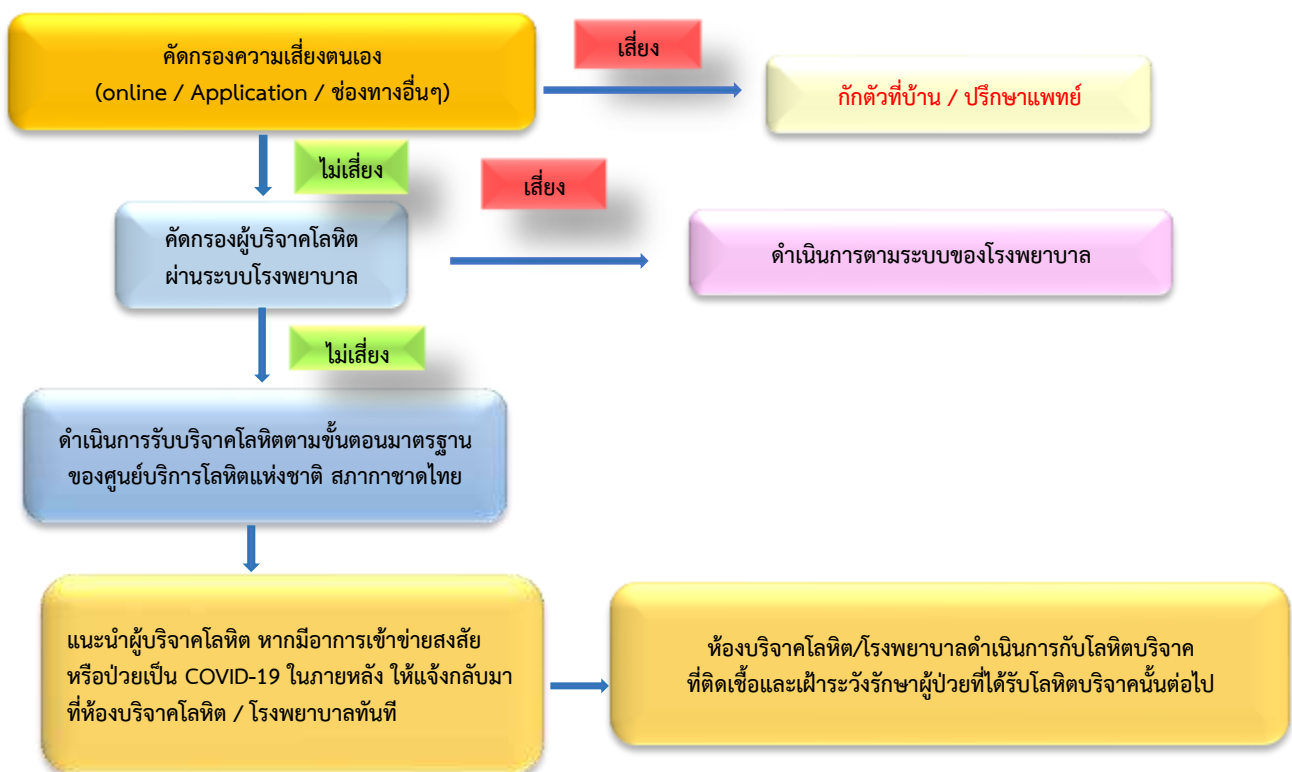 คัดกรองความเสี่ยงตนเอง
(online / Application / ช่องทางอื่นๆ)
เสี่ยง
กักตัวที่บ้าน / ปรึกษาแพทย์
ไม่เสี่ยง
คัดกรองผู้บริจาคโลหิต
ผ่านระบบโรงพยาบาล
เสี่ยง
ดำเนินการตามระบบของโรงพยาบาล
ไม่เสี่ยง
ดำเนินการรับบริจาคโลหิตตามขั้นตอนมาตรฐาน
ของศูนย์บริการโลหิตแห่งชาติ สภากาชาดไทย
แนะนำผู้บริจาคโลหิต หากมีอาการเข้าข่ายสงสัย
หรือป่วยเป็น COVID-19 ในภายหลัง ให้แจ้งกลับมา
ที่ห้องบริจาคโลหิต / โรงพยาบาลทันที
ห้องบริจาคโลหิต/โรงพยาบาลดำเนินการกับโลหิตบริจาค
ที่ติดเชื้อและเฝ้าระวังรักษาผู้ป่วยที่ได้รับโลหิตบริจาคนั้นต่อไป